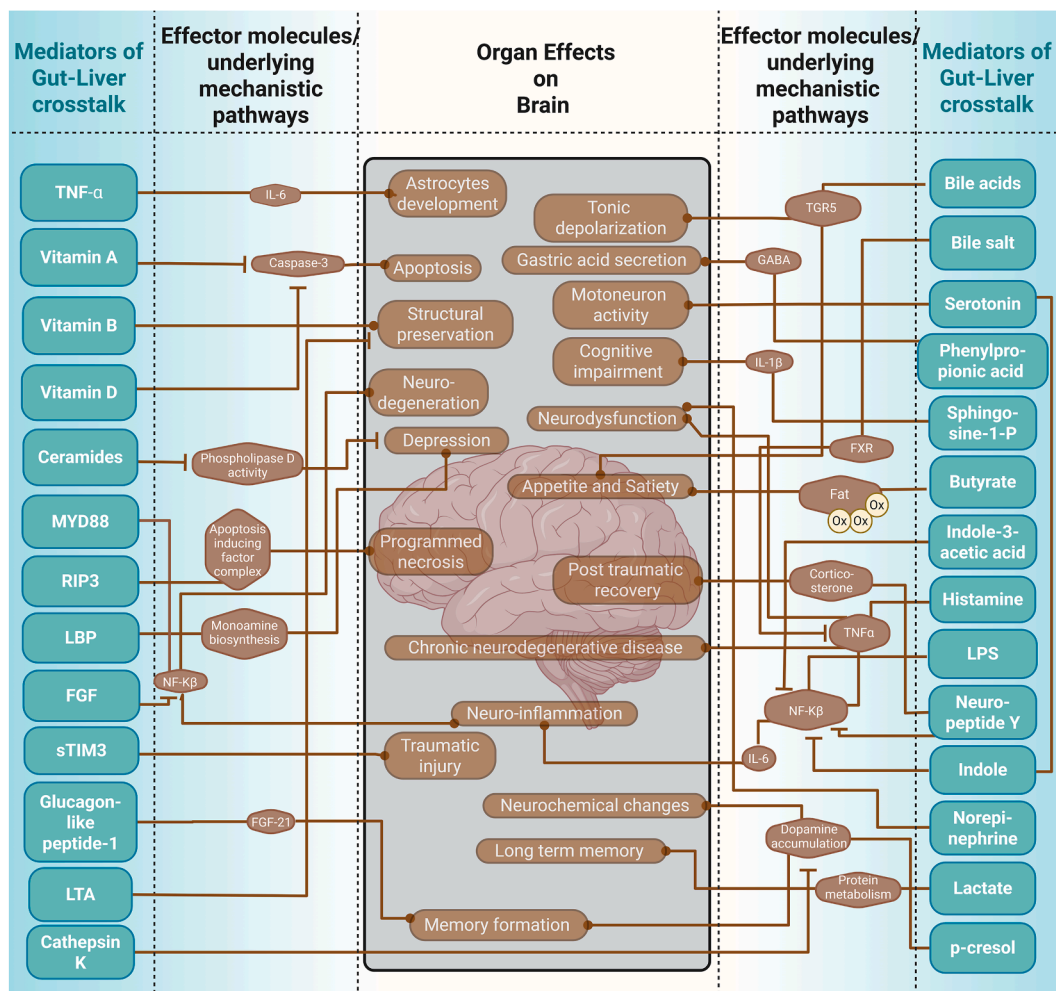 Mediators of
Gut-Liver
crosstalk
Effector molecules/
underlying
mechanistic
pathways
Organ Effects
on
Brain
Effector molecules/
underlying
mechanistic
pathways
Mediators of
Gut-Liver
crosstalk
TNF-α
Vitamin A
Vitamin B
Vitamin D
Ceramides
MYD88
RIP3
LBP
FGF
sTIM3
Glucagon-
like
peptide-1
LTA
Cathepsin
K
IL-6
Caspase-3
Phospholipase D
activity
Apoptosis
inducing
factor
complex
Monoamine
biosynthesis
NF-Kβ
FGF-21
Astrocytes
development
Tonic
depolarization
Gastric acid secretion
Apoptosis
Motoneuron
activity
Structural
preservation
Cognitive
impairment
Neuro-
degeneration
Neurodysfunction
Depression
Appetite and Satiety
Programmed
necrosis
Post traumatic
recovery
Chronic neurodegenerative disease
Neuro-inflammation
Traumatic
injury
Neurochemical changes
Long term memory
Memory formation
TGR5
GABA
IL-1β
FXR
Fat
Ox
Ox
Ox
Cortico-
sterone
TNFα
NF-Kβ
IL-6
Dopamine
accumulation
Protein
metabolism
Bile acids
Bile salt
Serotonin
Phenylpro-
pionic acid
Sphingo-
sine-1-P
Butyrate
Indole-3-
acetic acid
Histamine
LPS
Neuro-
peptide Y
Indole
Norepi-
nephrine
Lactate
p-cresol